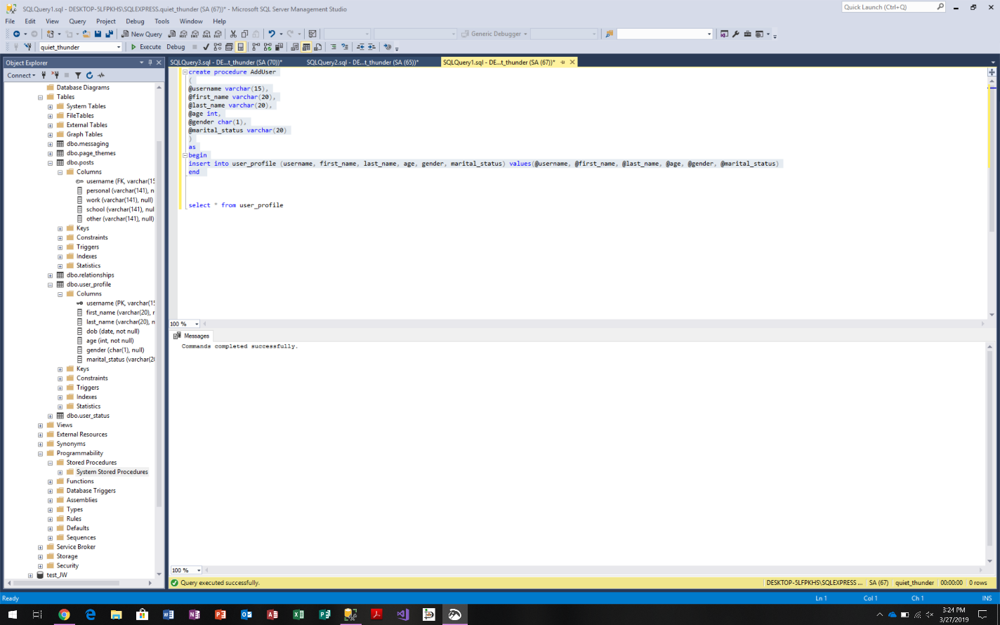 SQLQuery1.sql - DESKTOP-5LFPKHS\SQLEXPRESS.quiet_thunder (SA (67))* - Microsoft SQL Server Management Studio
Quick Launch (Ctrl+Q)
File Edit View Query Project Debug Tools Window Help
New Query
Generic Debugger
quiet_thunder
Execute Debug
Object Explorer
SQLQuery3.sql - DE...t_thunder (SA (70))*
SQLQuery2.sql - DE...t_thunder (SA (65))*
SQLQuery1.sql - DE...t_thunder (SA (67))*
Connect
Database Diagrams
Tables
System Tables
FileTables
External Tables
Graph Tables
dbo.messaging
dbo.page_themes
dbo.posts
Columns
username (FK, varchar(15
personal (varchar(141), n
work (varchar(141), null)
school (varchar(141), nul
other (varchar(141), null)
Keys
Constraints
Triggers
Indexes
Statistics
dbo.relationships
dbo.user_profile
Columns
username (PK, varchar(15
first_name (varchar(20), r
last_name (varchar(20), n
dob (date, not null)
age (int, not null)
gender (char(1), null)
marital_status (varchar(20
Keys
Constraints
Triggers
Indexes
Statistics
dbo.user_status
Views
External Resources
Synonyms
Programmability
Stored Procedures
System Stored Procedures
Functions
Database Triggers
Assemblies
Types
Rules
Defaults
Sequences
Service Broker
Storage
Security
test_JW
create procedure AddUser
(
@username varchar(15),
@first_name varchar(20),
@last_name varchar(20),
@age int,
@gender char(1),
@marital_status varchar(20)
)
as
begin
insert into user_profile (username, first_name, last_name, age, gender, marital_status) values(@username, @first_name, @last_name, @age, @gender, @marital_status)
end
select * from user_profile
100 %
Messages
Commands completed successfully.
100 %
Query executed successfully.
DESKTOP-5LFPKHS\SQLEXPRESS ... SA (67) quiet_thunder 00:00:00 0 rows
Ready
Ln 1 Col 1 Ch 1 INS
3:24 PM
3/27/2019